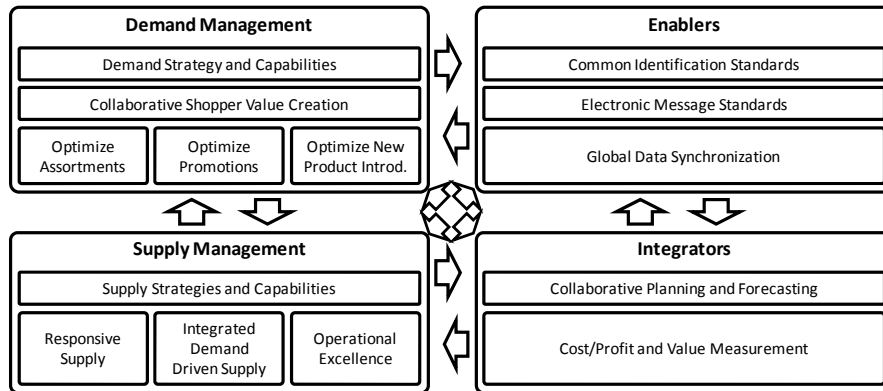 Demand Management
Demand Strategy and Capabilities
Collaborative Shopper Value Creation
Optimize
Assortments
Optimize
Promotions
Optimize New
Product Introd.
Enablers
Common Identification Standards
Electronic Message Standards
Global Data Synchronization
Supply Management
Supply Strategies and Capabilities
Responsive
Supply
Integrated
Demand
Driven Supply
Operational
Excellence
Integrators
Collaborative Planning and Forecasting
Cost/Profit and Value Measurement